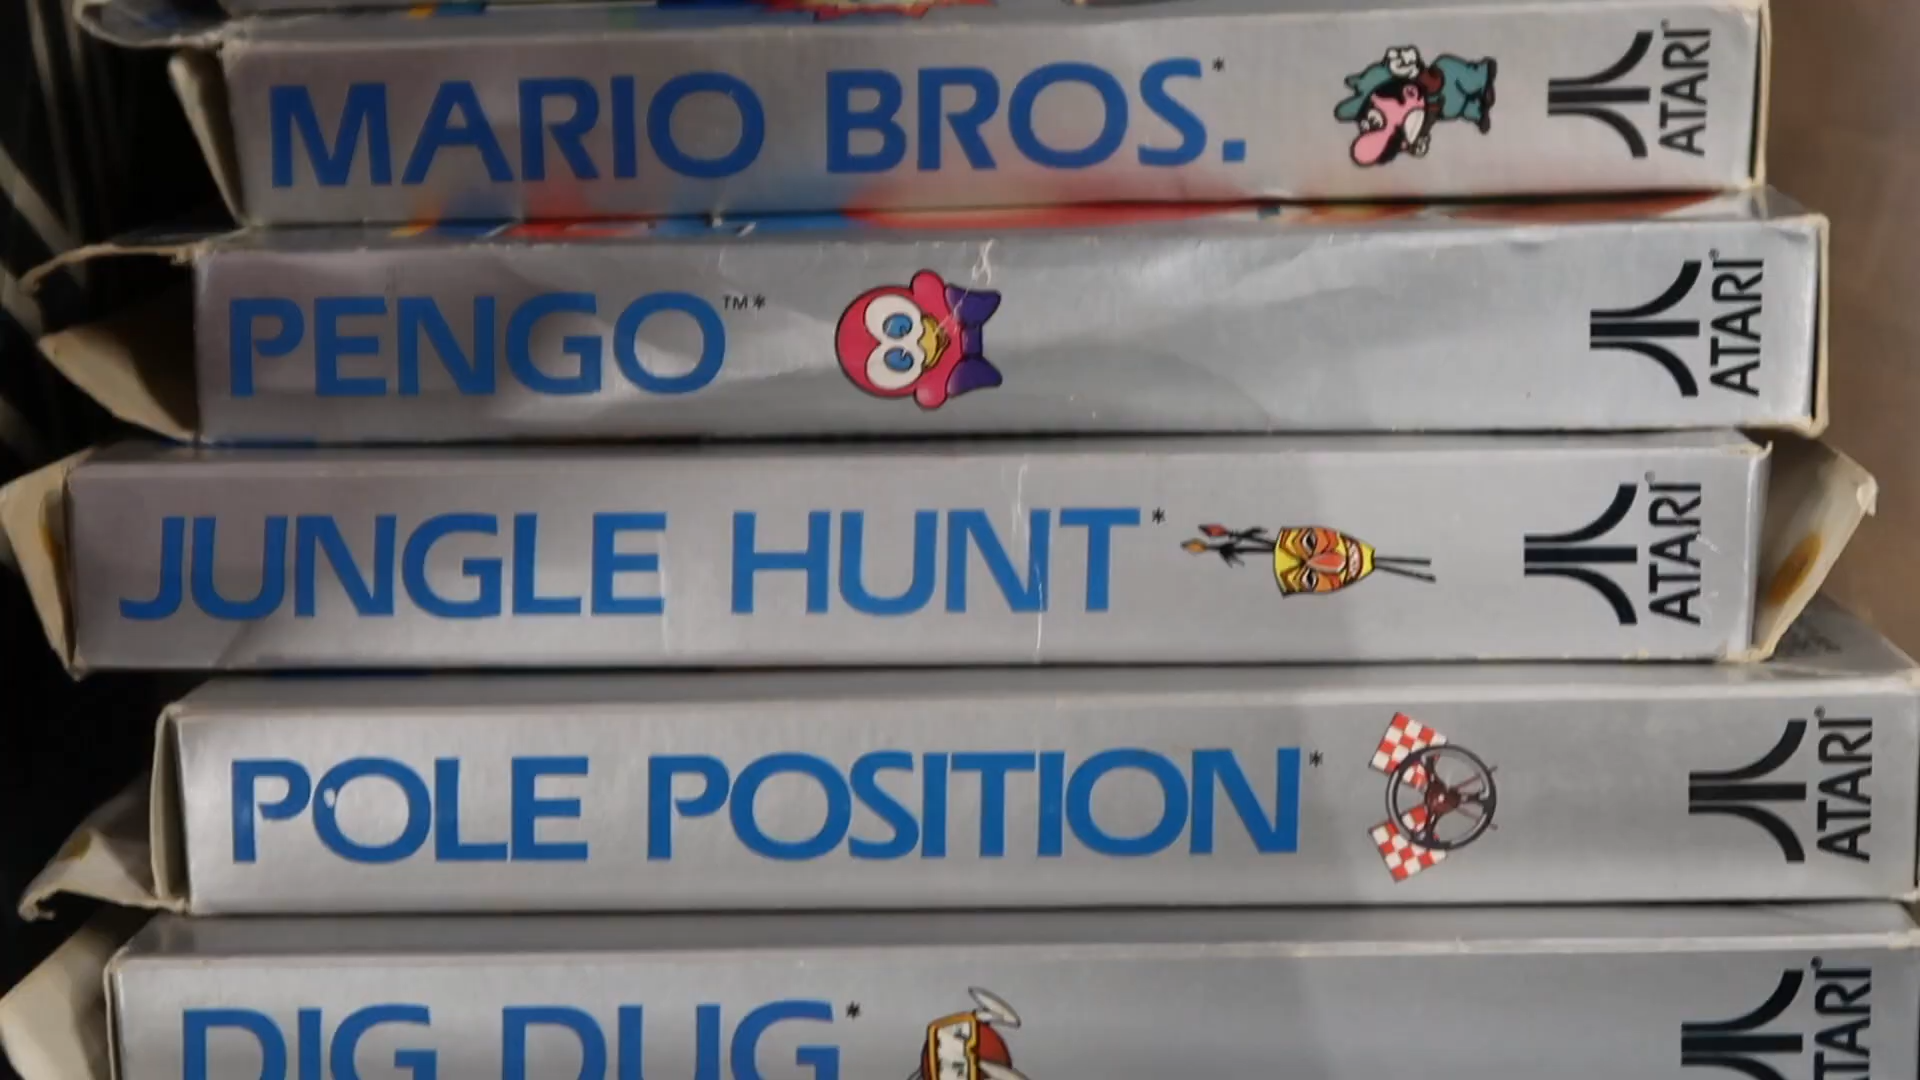 MARIO BROS.* ATARI®
PENGO™* ATARI®
JUNGLE HUNT* ATARI®
POLE POSITION* ATARI®
DIG DUG* ATARI®